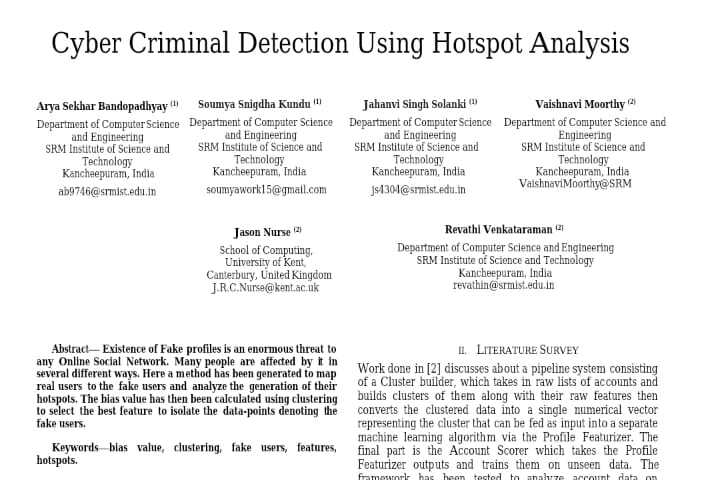 Cyber Criminal Detection Using Hotspot Analysis
Arya Sekhar Bandopadhyay (1)
Department of Computer Science
and Engineering
SRM Institute of Science and
Technology
Kancheepuram, India
ab9746@srmist.edu.in
Soumya Snigdha Kundu (1)
Department of Computer Science
and Engineering
SRM Institute of Science and
Technology
Kancheepuram, India
soumyawork15@gmail.com
Jahanvi Singh Solanki (1)
Department of Computer Science
and Engineering
SRM Institute of Science and
Technology
Kancheepuram, India
js4304@srmist.edu.in
Vaishnavi Moorthy (2)
Department of Computer Science and
Engineering
SRM Institute of Science and
Technology
Kancheepuram, India
VaishnaviMoorthy@SRM
Jason Nurse (2)
School of Computing,
University of Kent,
Canterbury, United Kingdom
J.R.C.Nurse@kent.ac.uk
Revathi Venkataraman (2)
Department of Computer Science and Engineering
SRM Institute of Science and Technology
Kancheepuram, India
revathin@srmist.edu.in
Abstract— Existence of Fake profiles is an enormous threat to
any Online Social Network. Many people are affected by it in
several different ways. Here a method has been generated to map
real users to the fake users and analyze the generation of their
hotspots. The bias value has then been calculated using clustering
to select the best feature to isolate the data-points denoting the
fake users.
Keywords—bias value, clustering, fake users, features,
hotspots.
II. LITERATURE SURVEY
Work done in [2] discusses about a pipeline system consisting
of a Cluster builder, which takes in raw lists of accounts and
builds clusters of them along with their raw features then
converts the clustered data into a single numerical vector
representing the cluster that can be fed as input into a separate
machine learning algorithm via the Profile Featurizer. The
final part is the Account Scorer which takes the Profile
Featurizer outputs and trains them on unseen data. The
framework has been tested to analyze account data on